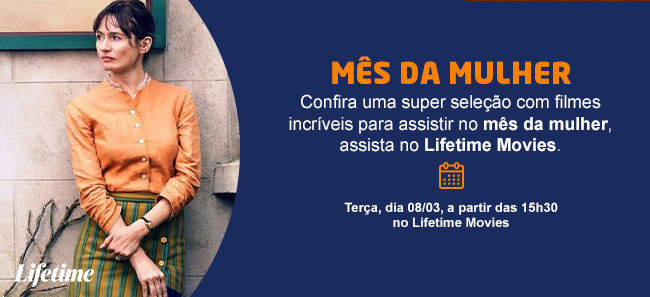 MÊS DA MULHER
Confira uma super seleção com filmes
incríveis para assistir no mês da mulher,
assista no Lifetime Movies.
Terça, dia 08/03, a partir das 15h30
no Lifetime Movies
Lifetime